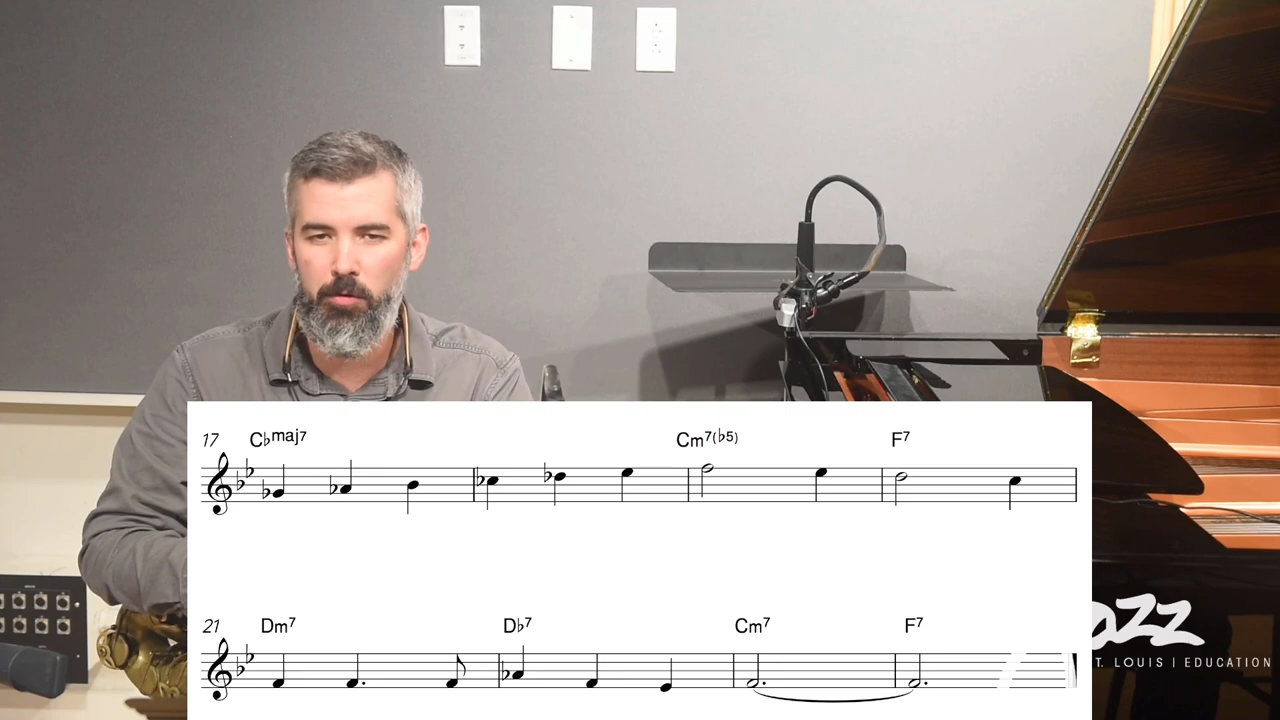 17 C♭maj7 Cm7(♭5) F7
21 Dm7 D♭7 Cm7 F7
T. LOUIS | EDUCATION